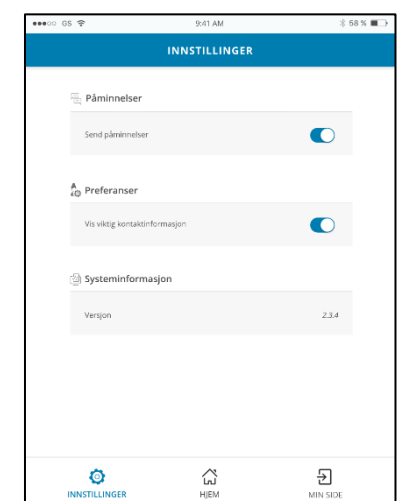 GS 9:41 AM 58 %
INNSTILLINGER
Påminnelser
Send påminnelser
A
Preferanser
Vis viktig kontaktinformasjon
Systeminformasjon
Versjon 2.3.4
INNSTILLINGER HJEM MIN SIDE